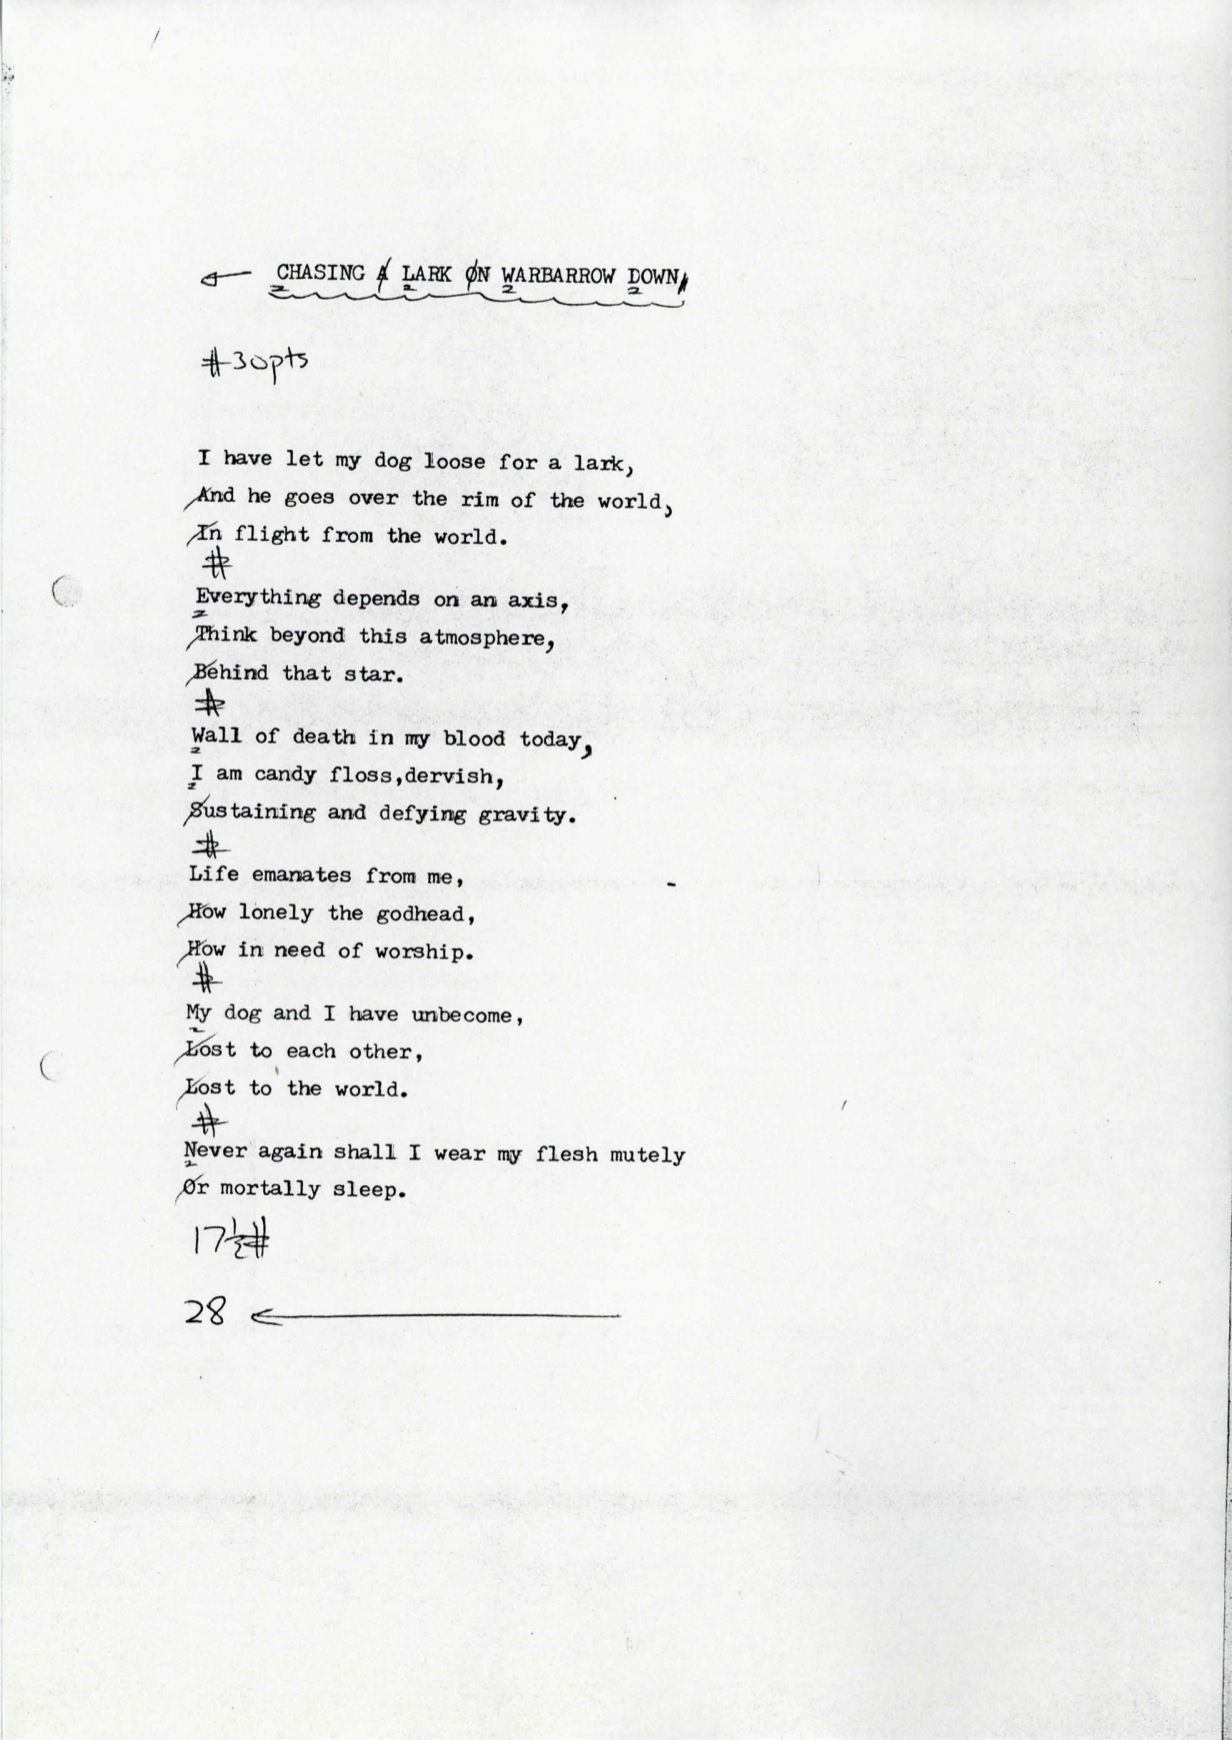 CHASING A LARK ON WARBARROW DOWN
#30pts
I have let my dog loose for a lark,
And he goes over the rim of the world,
In flight from the world.
#
Everything depends on an axis,
Think beyond this atmosphere,
Behind that star.
#
Wall of death in my blood today,
I am candy floss,dervish,
Sustaining and defying gravity.
#
Life emanates from me,
How lonely the godhead,
How in need of worship.
#
My dog and I have unbecome,
Lost to each other,
Lost to the world.
#
Never again shall I wear my flesh mutely
Or mortally sleep.
17½#
28